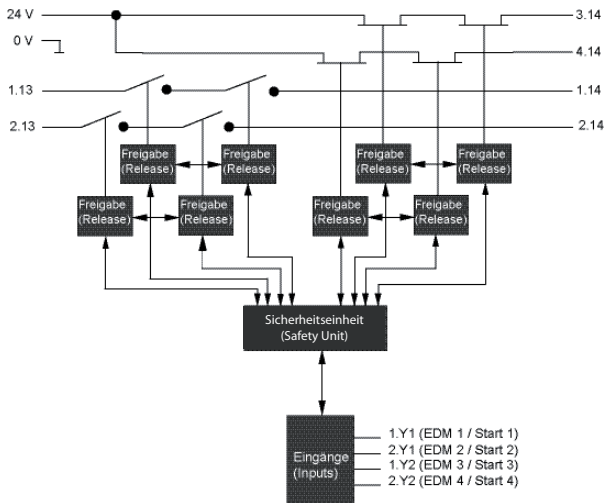 24 V
3.14
0 V
4.14
1.13
1.14
2.13
2.14
Freigabe
(Release)
Freigabe
(Release)
Freigabe
(Release)
Freigabe
(Release)
Freigabe
(Release)
Freigabe
(Release)
Freigabe
(Release)
Freigabe
(Release)
Sicherheitseinheit
(Safety Unit)
Eingänge
(Inputs)
1.Y1 (EDM 1 / Start 1)
2.Y1 (EDM 2 / Start 2)
1.Y2 (EDM 3 / Start 3)
2.Y2 (EDM 4 / Start 4)